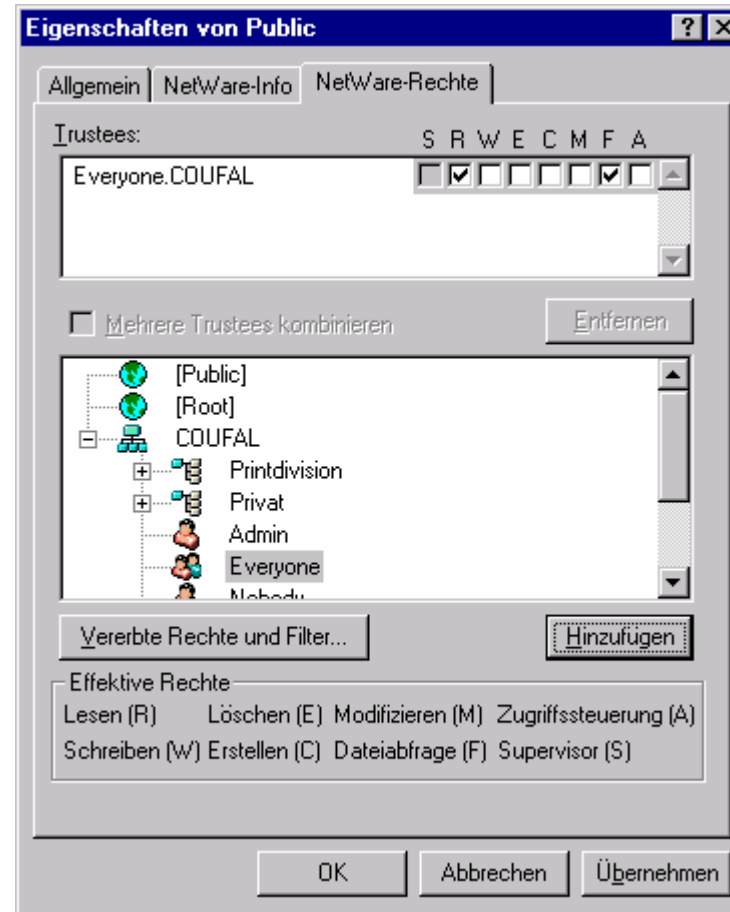 Eigenschaften von Public
Allgemein NetWare-Info NetWare-Rechte
Trustees: S R W E C M F A
Everyone.COUFAL
Mehrere Trustees kombinieren Entfernen
[Public]
[Root]
COUFAL
Printdivision
Privat
Admin
Everyone
Nobody
Vererbte Rechte und Filter... Hinzufügen
Effektive Rechte
Lesen (R) Löschen (E) Modifizieren (M) Zugriffssteuerung (A)
Schreiben (W) Erstellen (C) Dateiabfrage (F) Supervisor (S)
OK Abbrechen Übernehmen